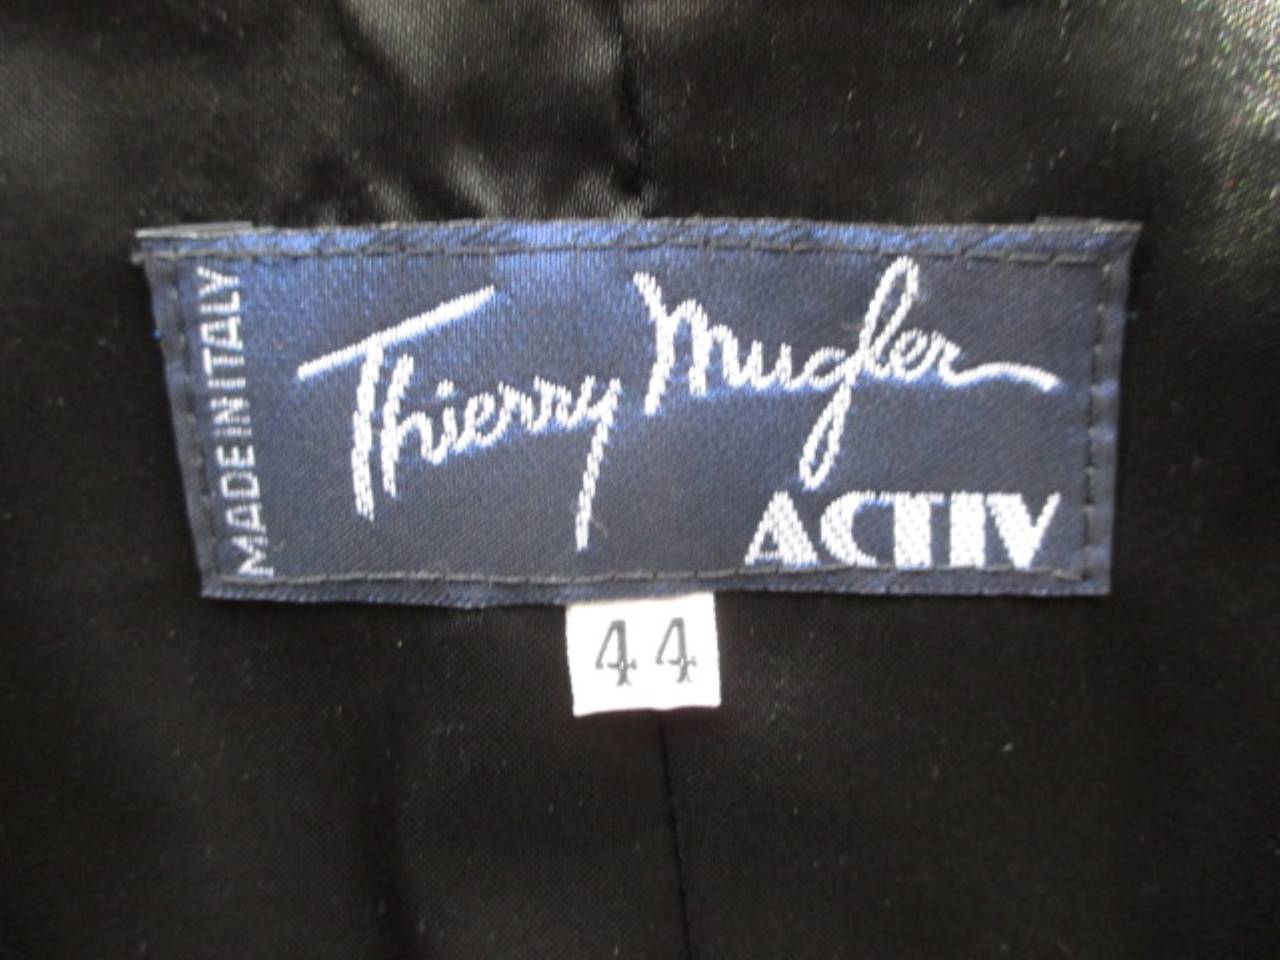 MADE IN ITALY
Thierry Mugler
ACTIV
44